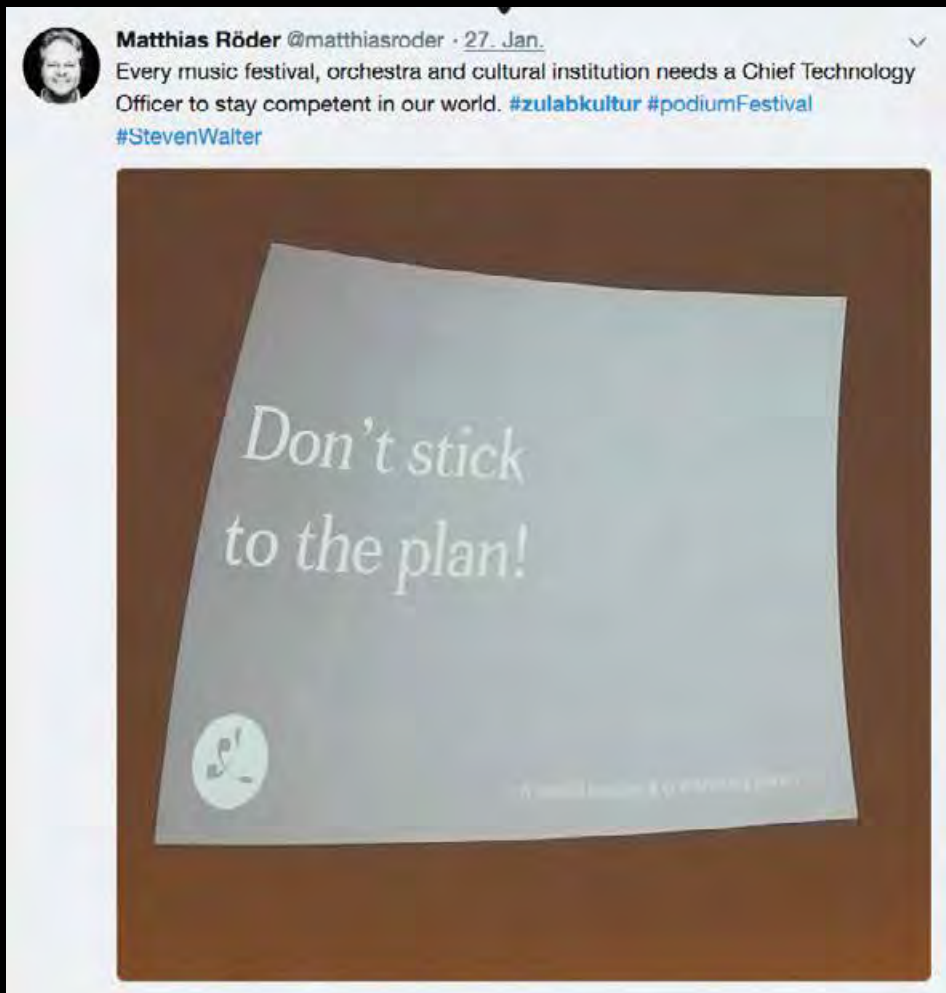 Matthias Röder @matthiasroder · 27. Jan.
Every music festival, orchestra and cultural institution needs a Chief Technology
Officer to stay competent in our world. #zulabkultur #podiumFestival
#StevenWalter
Don't stick
to the plan!